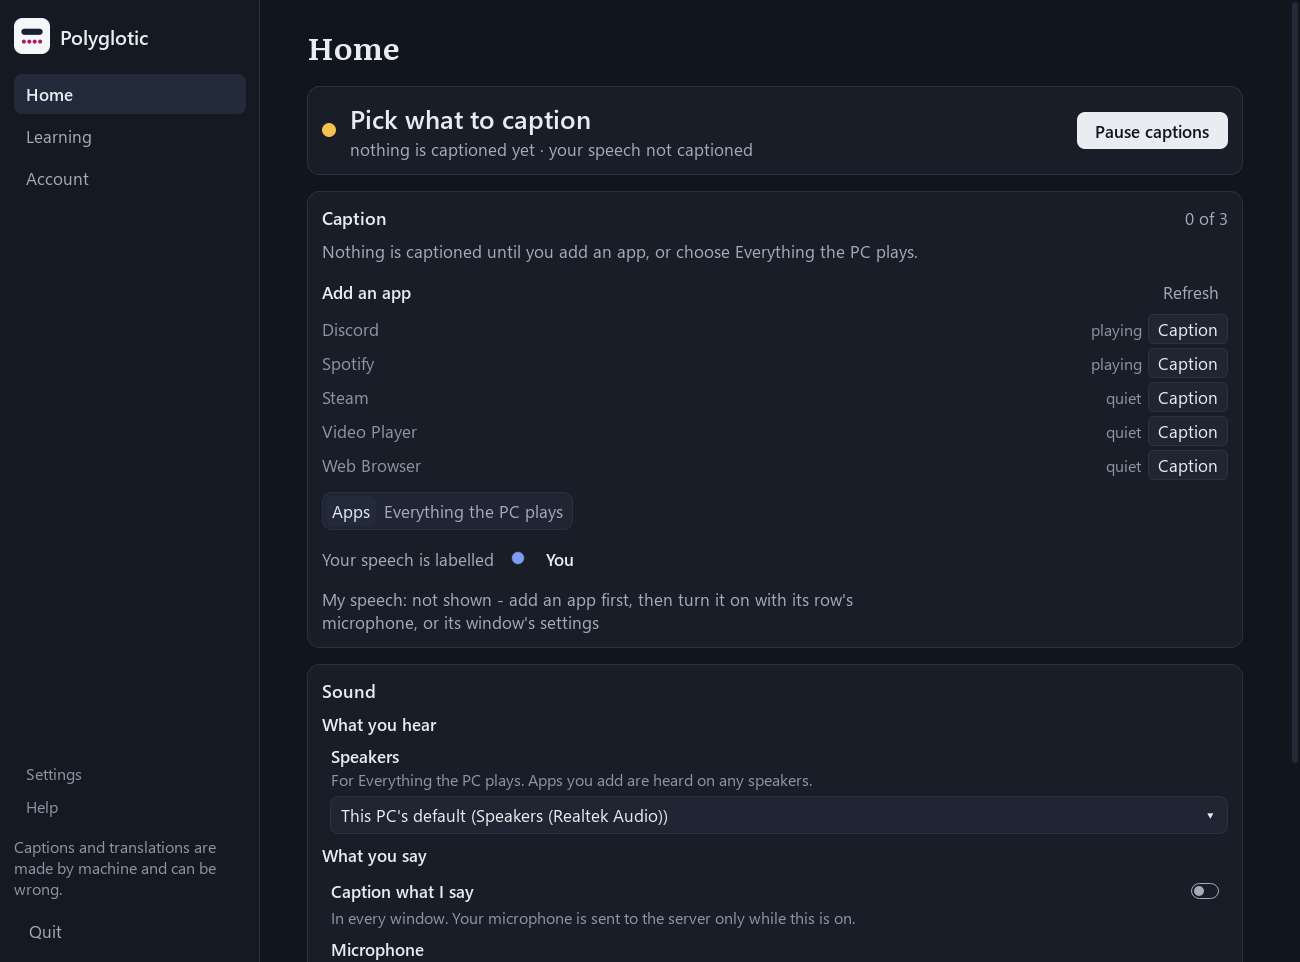 Polyglotic
Home
Learning
Account
Settings
Help
Captions and translations are
made by machine and can be
wrong.
Quit
Home
Pick what to caption
nothing is captioned yet · your speech not captioned
Pause captions
Caption
0 of 3
Nothing is captioned until you add an app, or choose Everything the PC plays.
Add an app
Refresh
Discord playing Caption
Spotify playing Caption
Steam quiet Caption
Video Player quiet Caption
Web Browser quiet Caption
Apps Everything the PC plays
Your speech is labelled You
My speech: not shown - add an app first, then turn it on with its row's
microphone, or its window's settings
Sound
What you hear
Speakers
For Everything the PC plays. Apps you add are heard on any speakers.
This PC's default (Speakers (Realtek Audio))
What you say
Caption what I say
In every window. Your microphone is sent to the server only while this is on.
Microphone